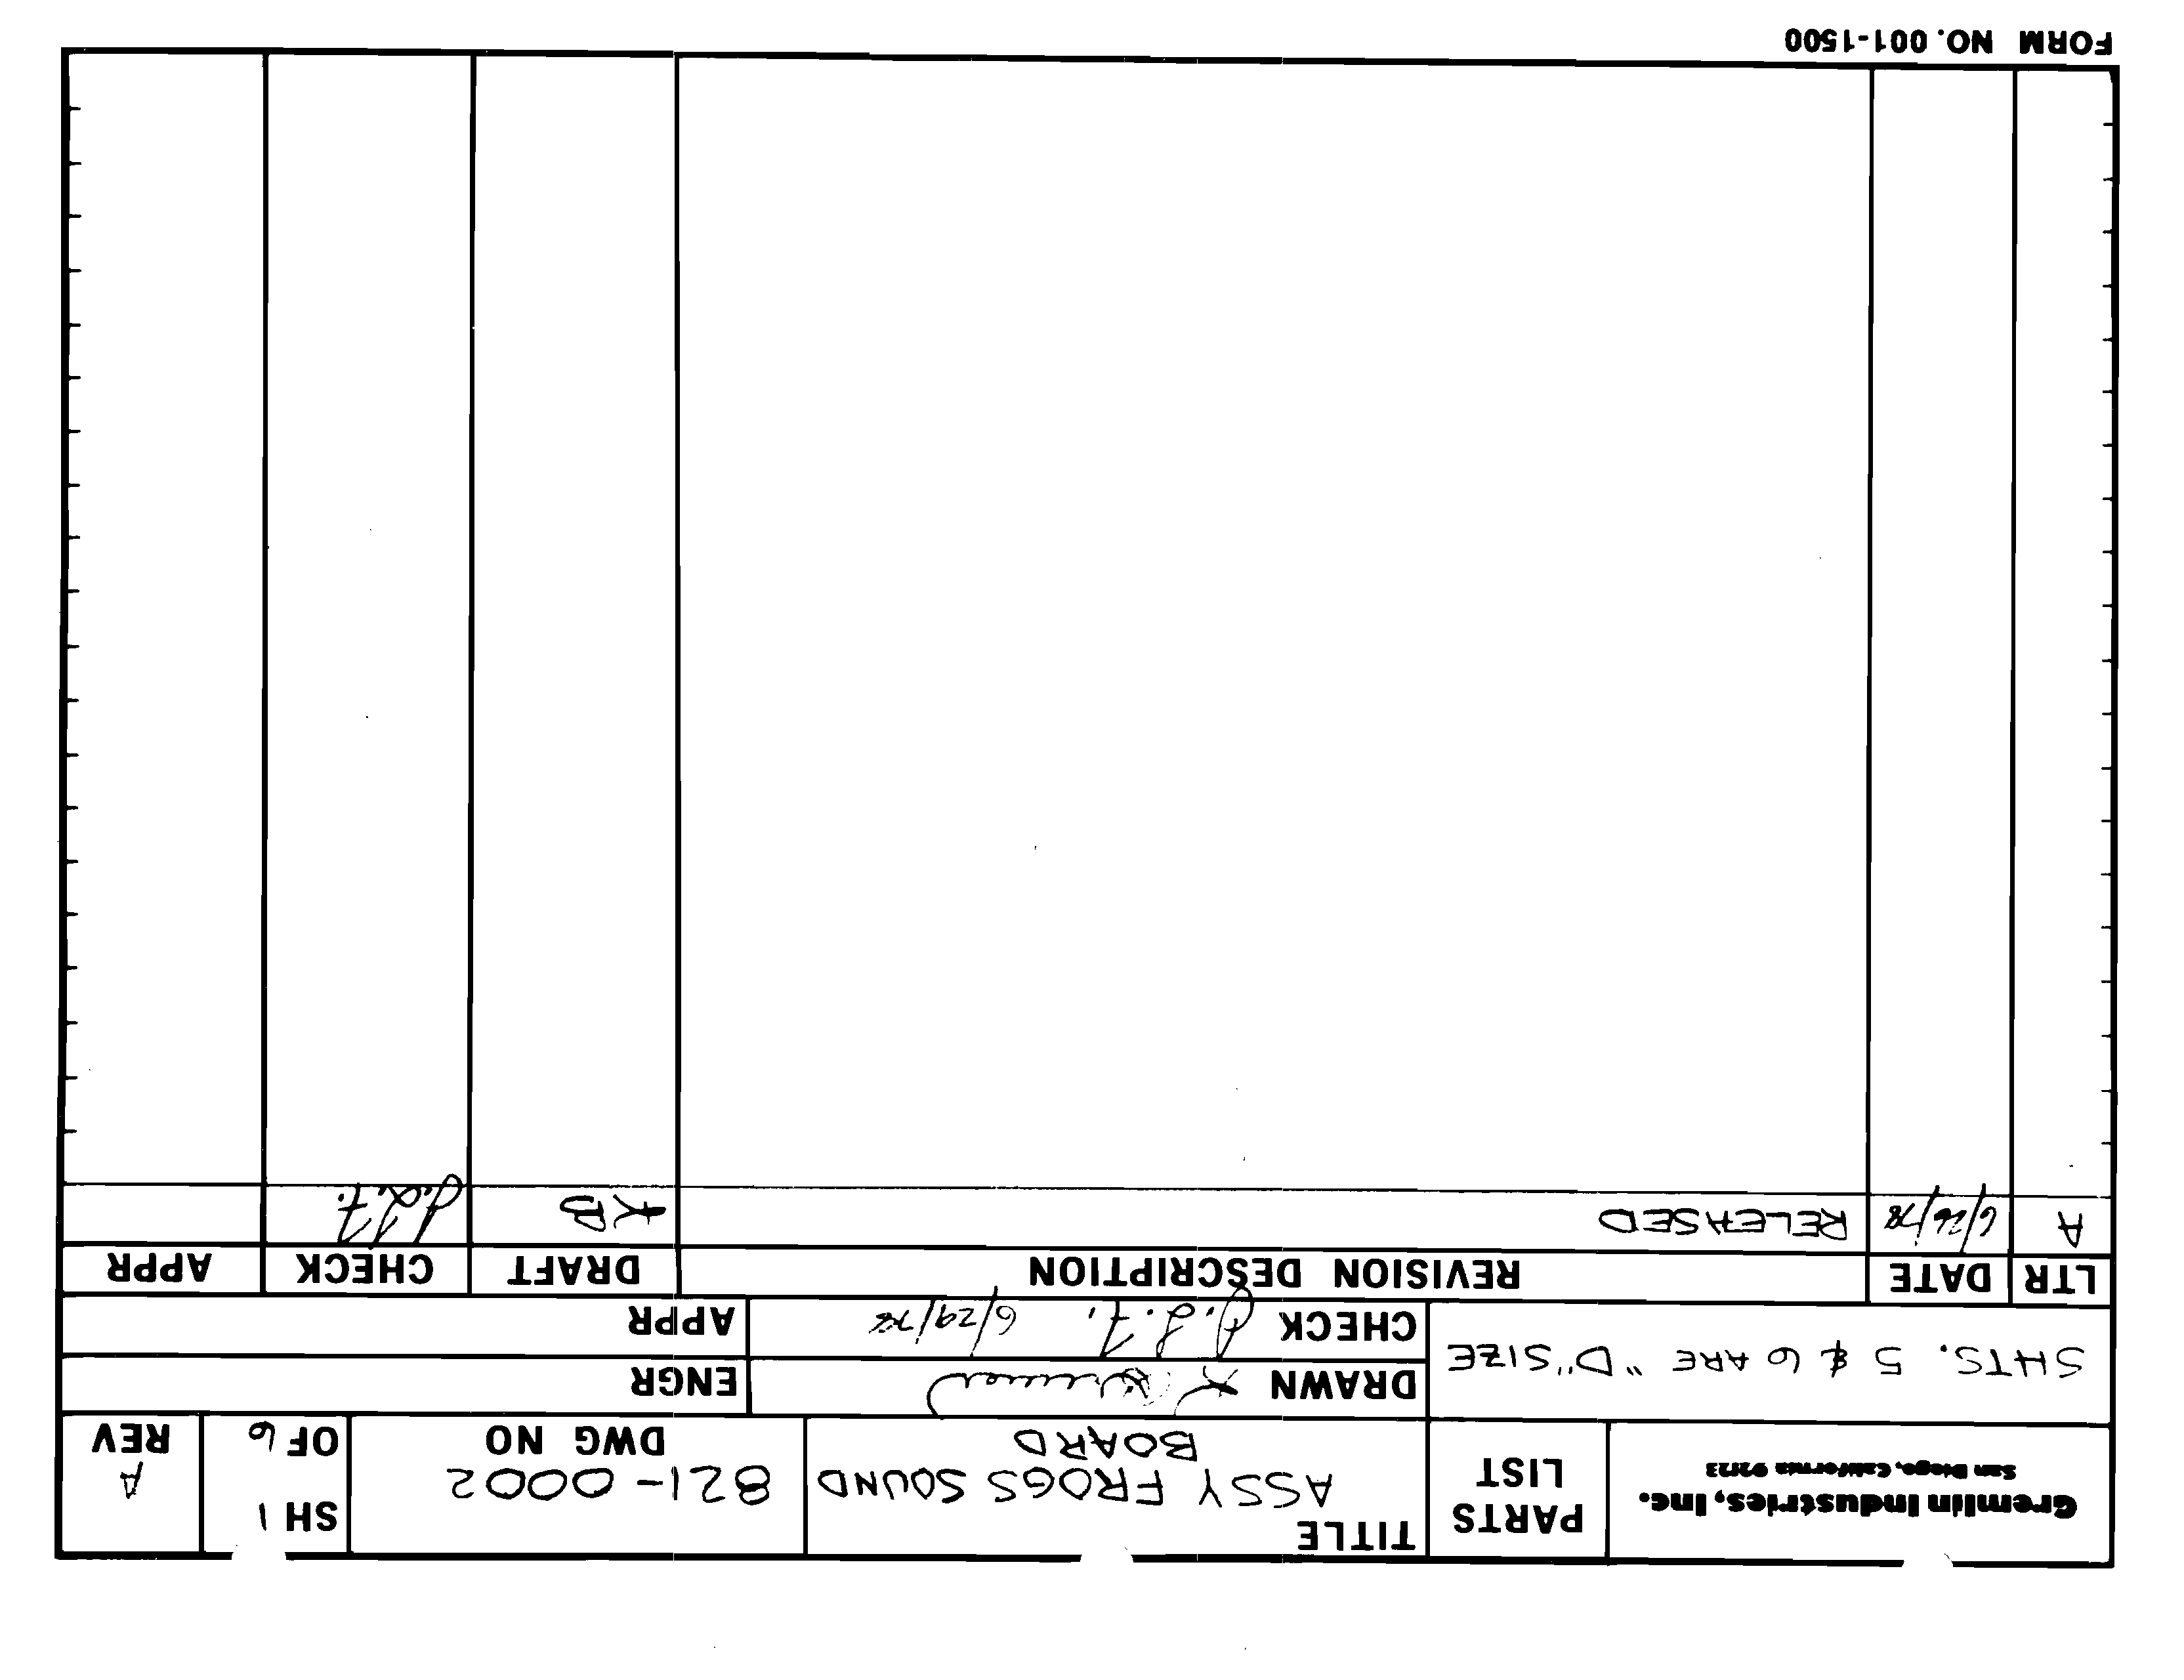 Gremlin Industries, Inc.
San Diego, California 92123
PARTS LIST
TITLE
ASSY FROGS SOUND
BOARD
821-0002
DWG NO
SH 1
OF 6
A
REV
SHTS. 5 & 6 ARE "D" SIZE
DRAWN
ENGR
CHECK 6/29/78
APPR
LTR DATE REVISION DESCRIPTION DRAFT CHECK APPR
A 6/26/78 RELEASED KB
FORM NO. 001-1500